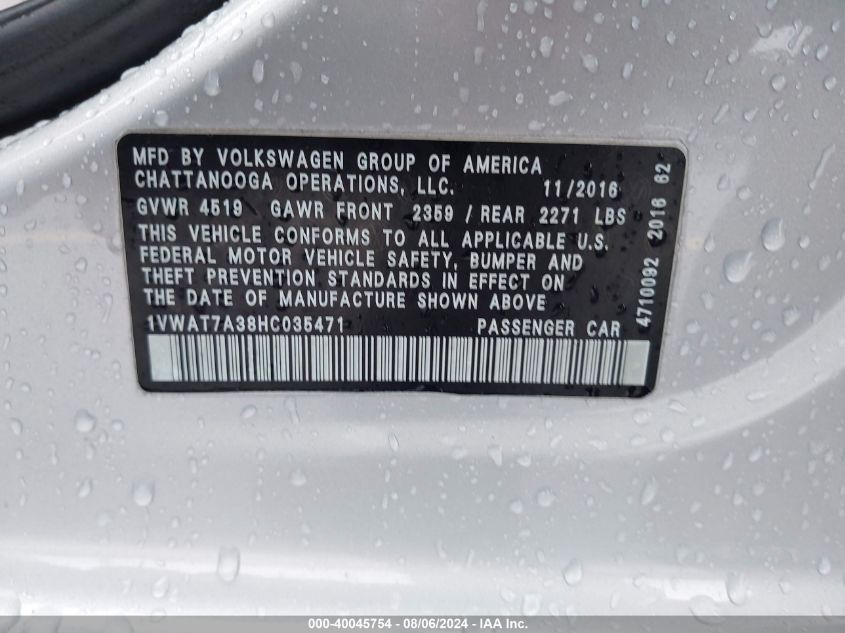 MFD BY VOLKSWAGEN GROUP OF AMERICA
CHATTANOOGA OPERATIONS, LLC. 11/2016
GVWR 4519 GAWR FRONT 2359 / REAR 2271 LBS
THIS VEHICLE CONFORMS TO ALL APPLICABLE U.S.
FEDERAL MOTOR VEHICLE SAFETY, BUMPER AND
THEFT PREVENTION STANDARDS IN EFFECT ON
THE DATE OF MANUFACTURE SHOWN ABOVE
1VWAT7A38HC035471 PASSENGER CAR
4710092 2016 62
000-40045754 - 08/06/2024 - IAA Inc.